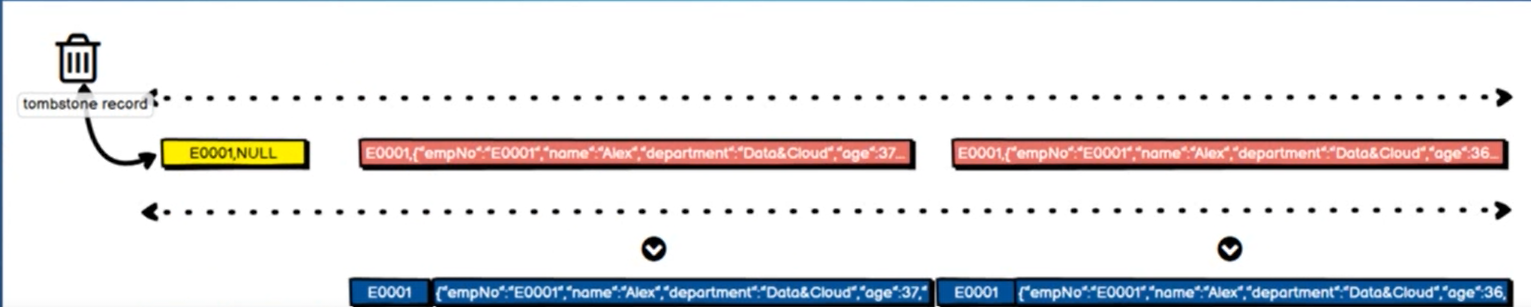 tombstone record
E0001,NULL
E0001,{"empNo":"E0001","name":"Alex","department":"Data&Cloud","age":37...
E0001,{"empNo":"E0001","name":"Alex","department":"Data&Cloud","age":36...
E0001
{"empNo":"E0001","name":"Alex","department":"Data&Cloud","age":37,"
E0001
{"empNo":"E0001","name":"Alex","department":"Data&Cloud","age":36,